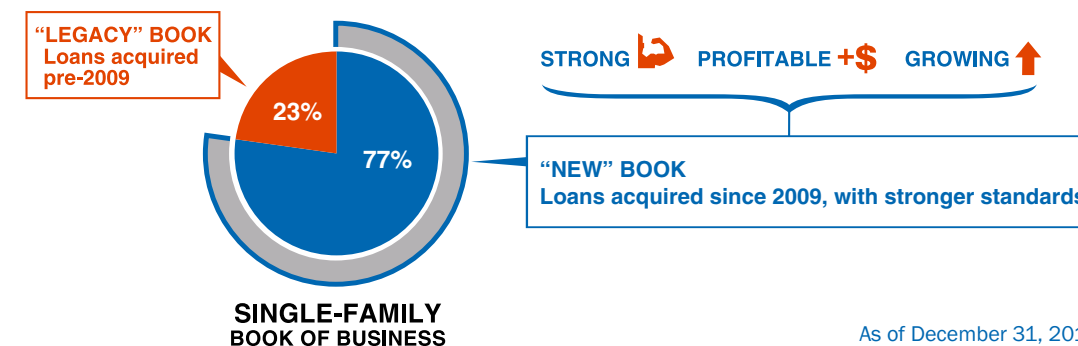 “LEGACY” BOOK
Loans acquired
pre-2009
23%
77%
STRONG PROFITABLE +$ GROWING
“NEW” BOOK
Loans acquired since 2009, with stronger standards
SINGLE-FAMILY
BOOK OF BUSINESS
As of December 31,